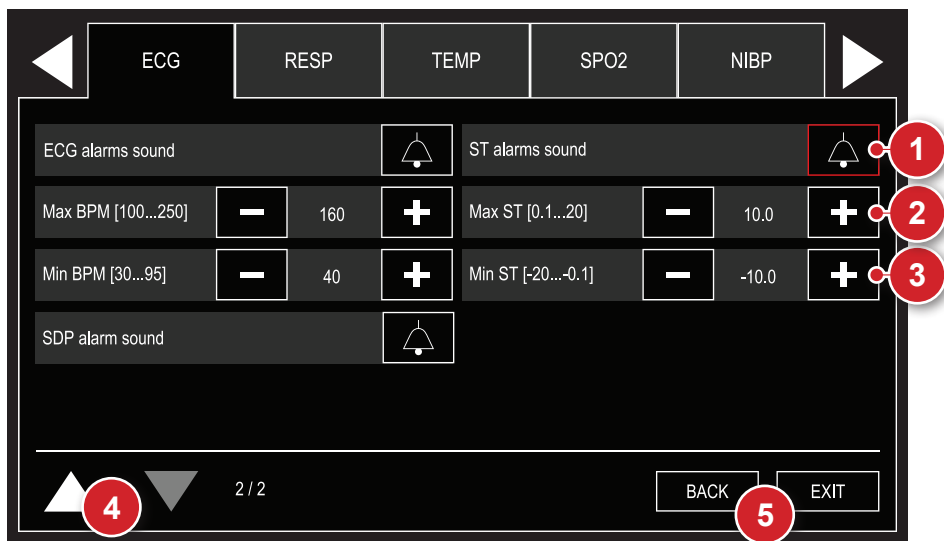 ECG RESP TEMP SPO2 NIBP
ECG alarms sound ST alarms sound 1
Max BPM [100...250] 160 Max ST [0.1...20] 10.0 2
Min BPM [30...95] 40 Min ST [-20...-0.1] -10.0 3
SDP alarm sound
4 2 / 2 BACK 5 EXIT